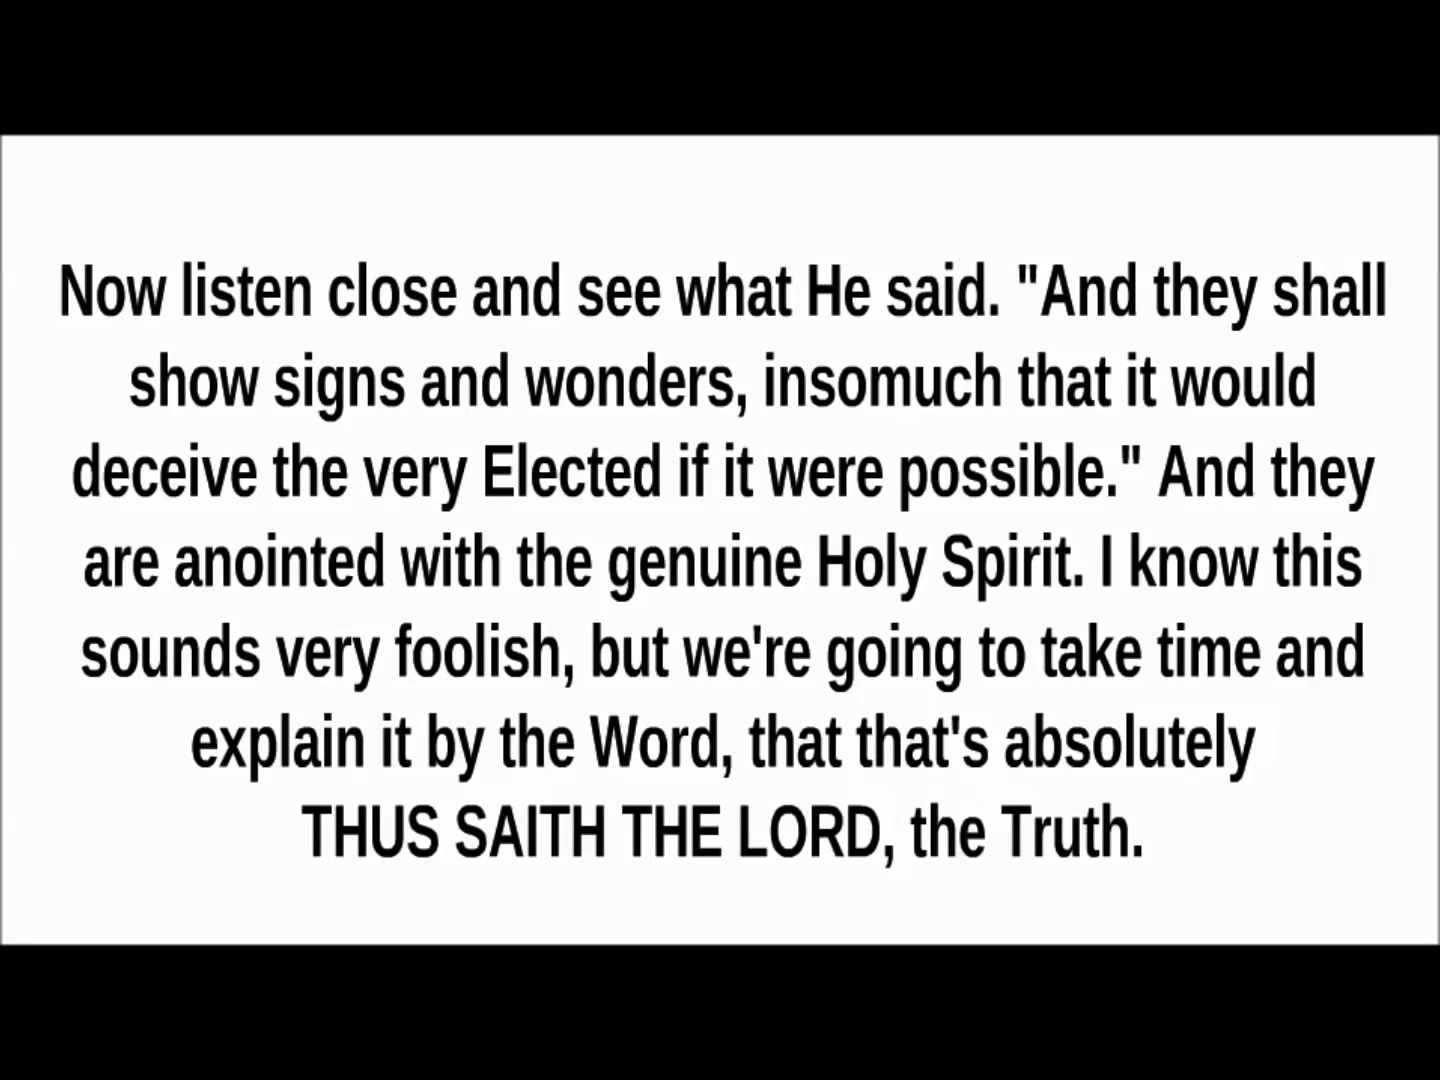 Now listen close and see what He said. "And they shall
show signs and wonders, insomuch that it would
deceive the very Elected if it were possible." And they
are anointed with the genuine Holy Spirit. I know this
sounds very foolish, but we're going to take time and
explain it by the Word, that that's absolutely
THUS SAITH THE LORD, the Truth.